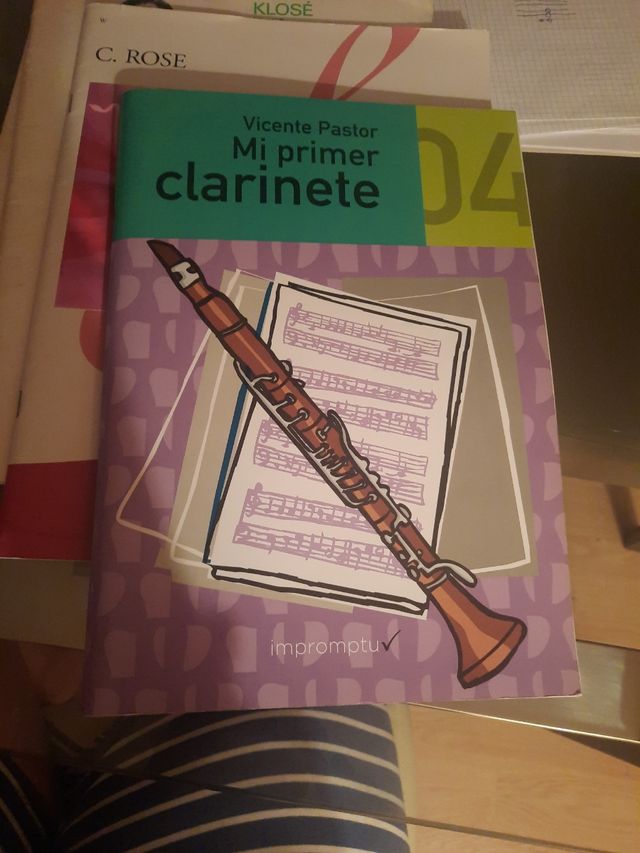 KLOSÉ
W
C. ROSE
Vicente Pastor
Mi primer
clarinete
04
impromptu